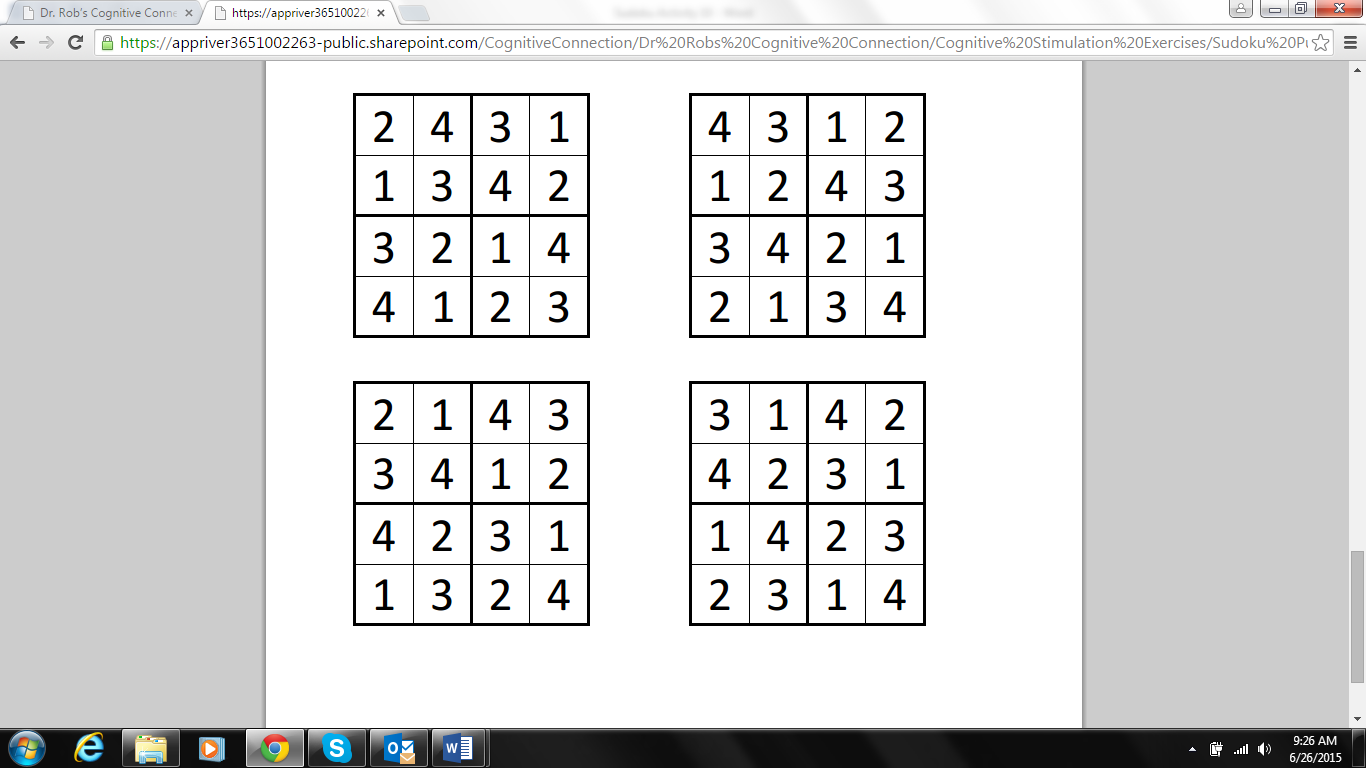 Dr. Rob's Cognitive Conne
https://appriver365100226
https://appriver3651002263-public.sharepoint.com/CognitiveConnection/Dr%20Robs%20Cognitive%20Connection/Cognitive%20Stimulation%20Exercises/Sudoku%20Pu
2 4 3 1
1 3 4 2
3 2 1 4
4 1 2 3
4 3 1 2
1 2 4 3
3 4 2 1
2 1 3 4
2 1 4 3
3 4 1 2
4 2 3 1
1 3 2 4
3 1 4 2
4 2 3 1
1 4 2 3
2 3 1 4
9:26 AM
6/26/2015